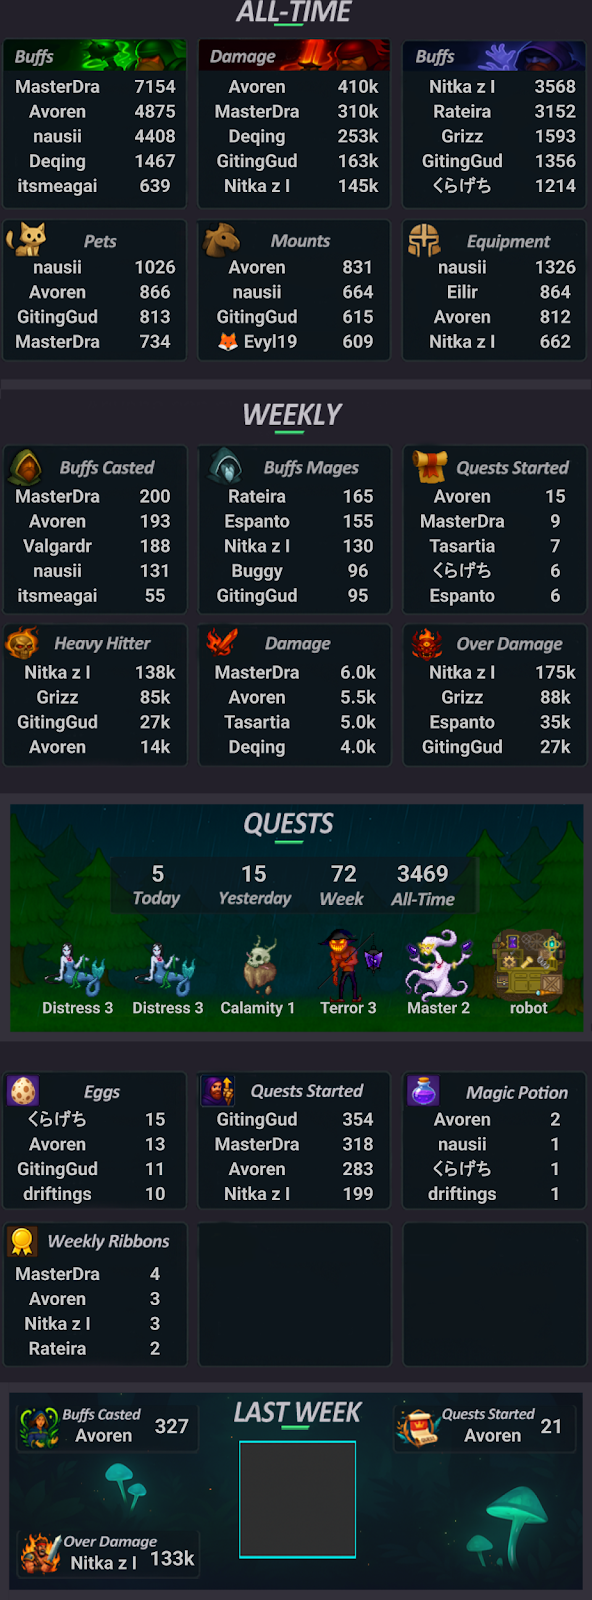 ALL-TIME
Buffs
MasterDra 7154
Avoren 4875
nausii 4408
Deqing 1467
itsmeagai 639
Damage
Avoren 410k
MasterDra 310k
Deqing 253k
GitingGud 163k
Nitka z l 145k
Buffs
Nitka z l 3568
Rateira 3152
Grizz 1593
GitingGud 1356
くらげち 1214
Pets
nausii 1026
Avoren 866
GitingGud 813
MasterDra 734
Mounts
Avoren 831
nausii 664
GitingGud 615
🦊 Evyl19 609
Equipment
nausii 1326
Eilir 864
Avoren 812
Nitka z l 662
WEEKLY
Buffs Casted
MasterDra 200
Avoren 193
Valgardr 188
nausii 131
itsmeagai 55
Buffs Mages
Rateira 165
Espanto 155
Nitka z l 130
Buggy 96
GitingGud 95
Quests Started
Avoren 15
MasterDra 9
Tasartia 7
くらげち 6
Espanto 6
Heavy Hitter
Nitka z l 138k
Grizz 85k
GitingGud 27k
Avoren 14k
Damage
MasterDra 6.0k
Avoren 5.5k
Tasartia 5.0k
Deqing 4.0k
Over Damage
Nitka z l 175k
Grizz 88k
Espanto 35k
GitingGud 27k
QUESTS
5 15 72 3469
Today Yesterday Week All-Time
Distress 3 Distress 3 Calamity 1 Terror 3 Master 2 robot
Eggs
くらげち 15
Avoren 13
GitingGud 11
driftings 10
Quests Started
GitingGud 354
MasterDra 318
Avoren 283
Nitka z l 199
Magic Potion
Avoren 2
nausii 1
くらげち 1
driftings 1
Weekly Ribbons
MasterDra 4
Avoren 3
Nitka z l 3
Rateira 2
LAST WEEK
Buffs Casted
Avoren 327
Quests Started
Avoren 21
Over Damage
Nitka z l 133k